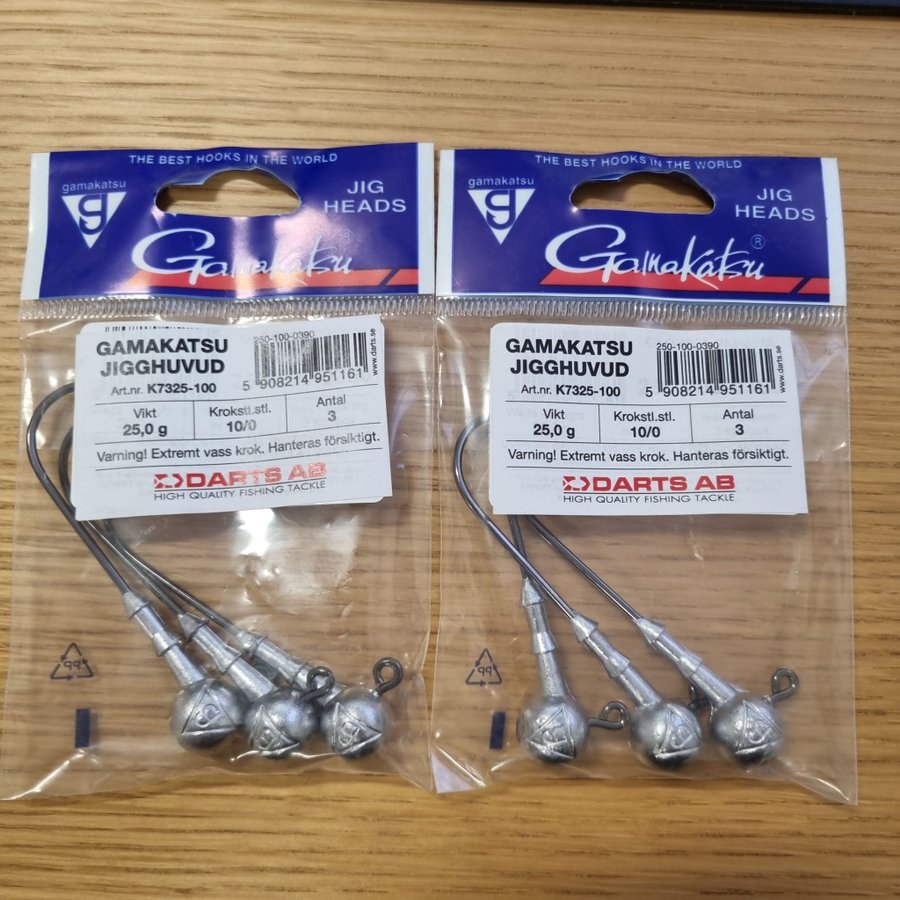 THE BEST HOOKS IN THE WORLD
gamakatsu
g
JIG
HEADS
Gamakatsu
GAMAKATSU
JIGGHUVUD
Art.nr. K7325-100
250-100-0390
5 908214 951161
www.darts.se
Vikt
25,0 g
Krokstl.stl.
10/0
Antal
3
Varning! Extremt vass krok. Hanteras försiktigt.
DARTS AB
HIGH QUALITY FISHING TACKLE
PP
THE BEST HOOKS IN THE WORLD
gamakatsu
g
JIG
HEADS
Gamakatsu®
GAMAKATSU
JIGGHUVUD
Art.nr. K7325-100
250-100-0390
5 908214 951161
www.darts.se
Vikt
25,0 g
Krokstl.stl.
10/0
Antal
3
Varning! Extremt vass krok. Hanteras försiktigt.
DARTS AB
HIGH QUALITY FISHING TACKLE
PP